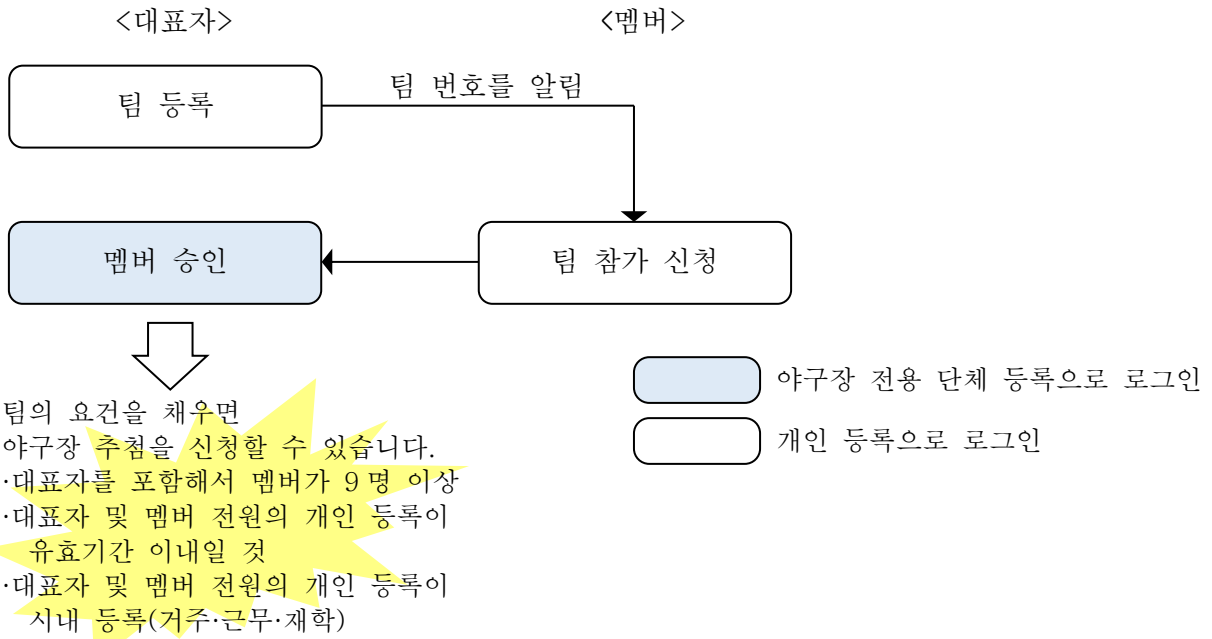 <대표자>
<멤버>
팀 등록
팀 번호를 알림
멤버 승인
팀 참가 신청
팀의 요건을 채우면
야구장 추첨을 신청할 수 있습니다.
·대표자를 포함해서 멤버가 9명 이상
·대표자 및 멤버 전원의 개인 등록이
유효기간 이내일 것
·대표자 및 멤버 전원의 개인 등록이
시내 등록(거주·근무·재학)
야구장 전용 단체 등록으로 로그인
개인 등록으로 로그인